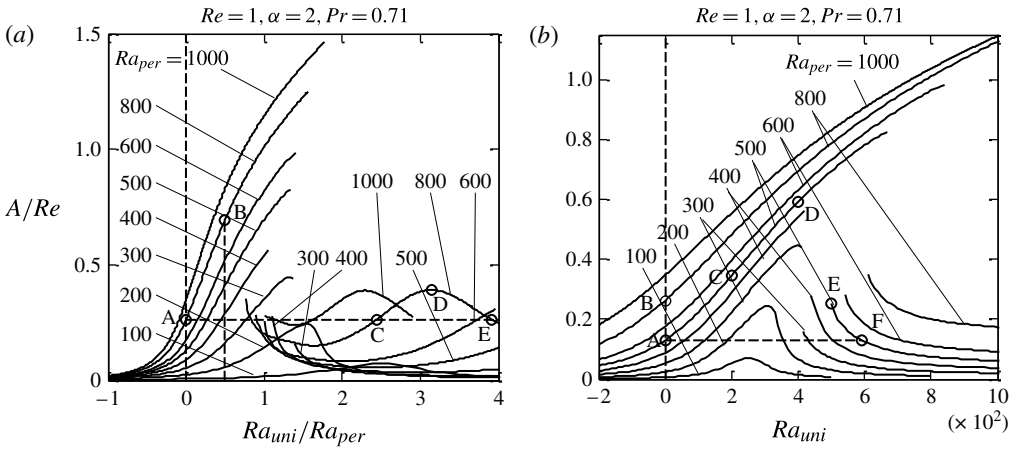 Re = 1, α = 2, Pr = 0.71
(a)
1.5
1.0
0.5
0
A/Re
Ra_per = 1000
800
600
500
400
300
200
100
1000
800
600
300
400
500
A
B
C
D
E
−1
0
1
2
3
4
Ra_uni/Ra_per
Re = 1, α = 2, Pr = 0.71
(b)
1.0
0.8
0.6
0.4
0.2
0
Ra_per = 1000
800
600
500
400
300
200
100
A
B
C
D
E
F
−2
0
2
4
6
8
10
(× 10²)
Ra_uni